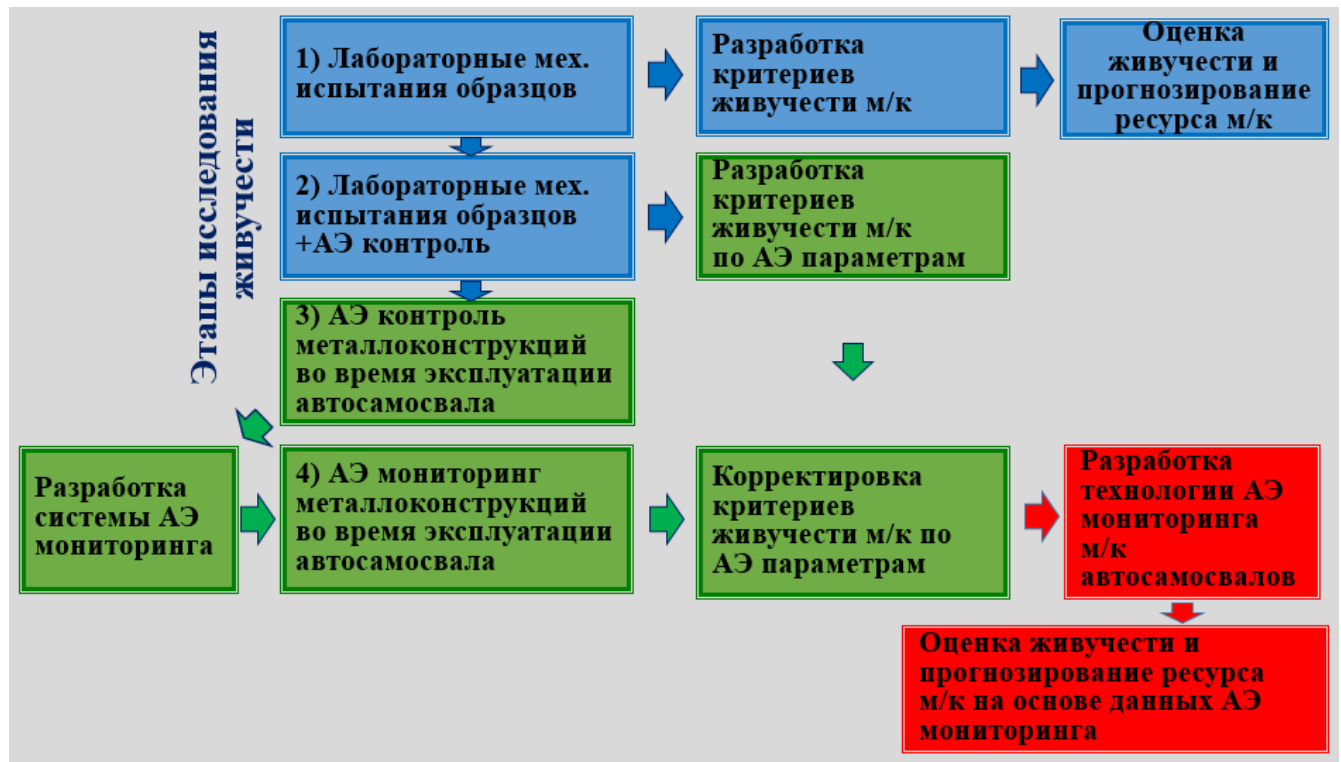 Этапы исследования
живучести
1) Лабораторные мех.
испытания образцов
Разработка
критериев
живучести м/к
Оценка
живучести и
прогнозирование
ресурса м/к
2) Лабораторные мех.
испытания образцов
+АЭ контроль
Разработка
критериев
живучести м/к
по АЭ параметрам
3) АЭ контроль
металлоконструкций
во время эксплуатации
автосамосвала
Разработка
системы АЭ
мониторинга
4) АЭ мониторинг
металлоконструкций
во время эксплуатации
автосамосвала
Корректировка
критериев
живучести м/к по
АЭ параметрам
Разработка
технологии АЭ
мониторинга
м/к
автосамосвалов
Оценка живучести и
прогнозирование ресурса
м/к на основе данных АЭ
мониторинга